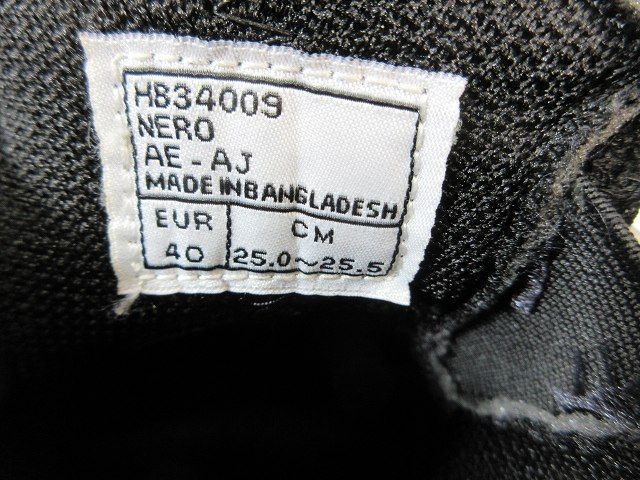 HB34009
NERO
AE-AJ
MADE IN BANGLADESH
EUR CM
40 25.0~25.5